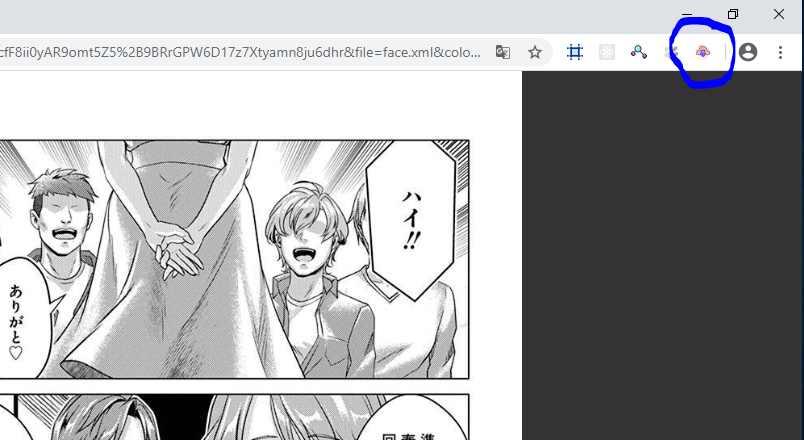 cfF8ii0yAR9omt5Z5%2B9BRrGPW6D17z7Xtyamn8ju6dhr&file=face.xml&colo...
ハイ!!
ありがと♡